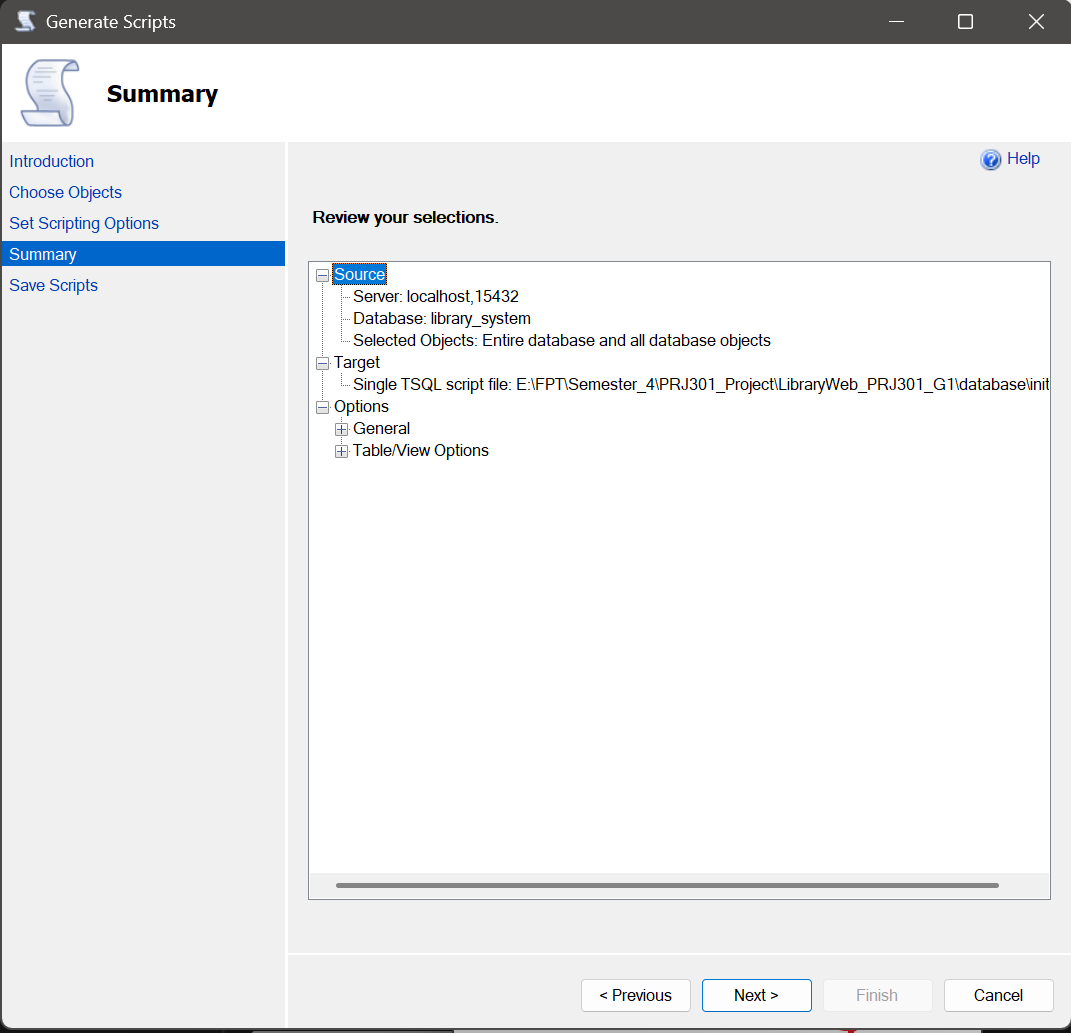 Generate Scripts
Summary
Introduction
Choose Objects
Set Scripting Options
Summary
Save Scripts
Help
Review your selections.
Source
Server: localhost,15432
Database: library_system
Selected Objects: Entire database and all database objects
Target
Single TSQL script file: E:\FPT\Semester_4\PRJ301_Project\LibraryWeb_PRJ301_G1\database\init
Options
General
Table/View Options
< Previous
Next >
Finish
Cancel